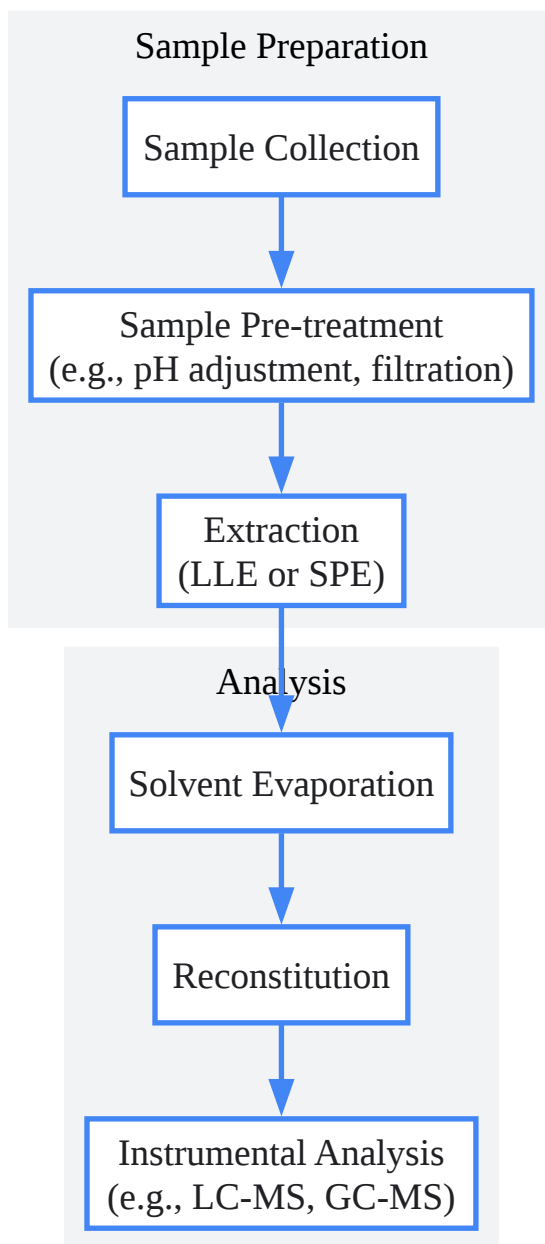 Sample Preparation
Sample Collection
Sample Pre-treatment
(e.g., pH adjustment, filtration)
Extraction
(LLE or SPE)
Analysis
Solvent Evaporation
Reconstitution
Instrumental Analysis
(e.g., LC-MS, GC-MS)